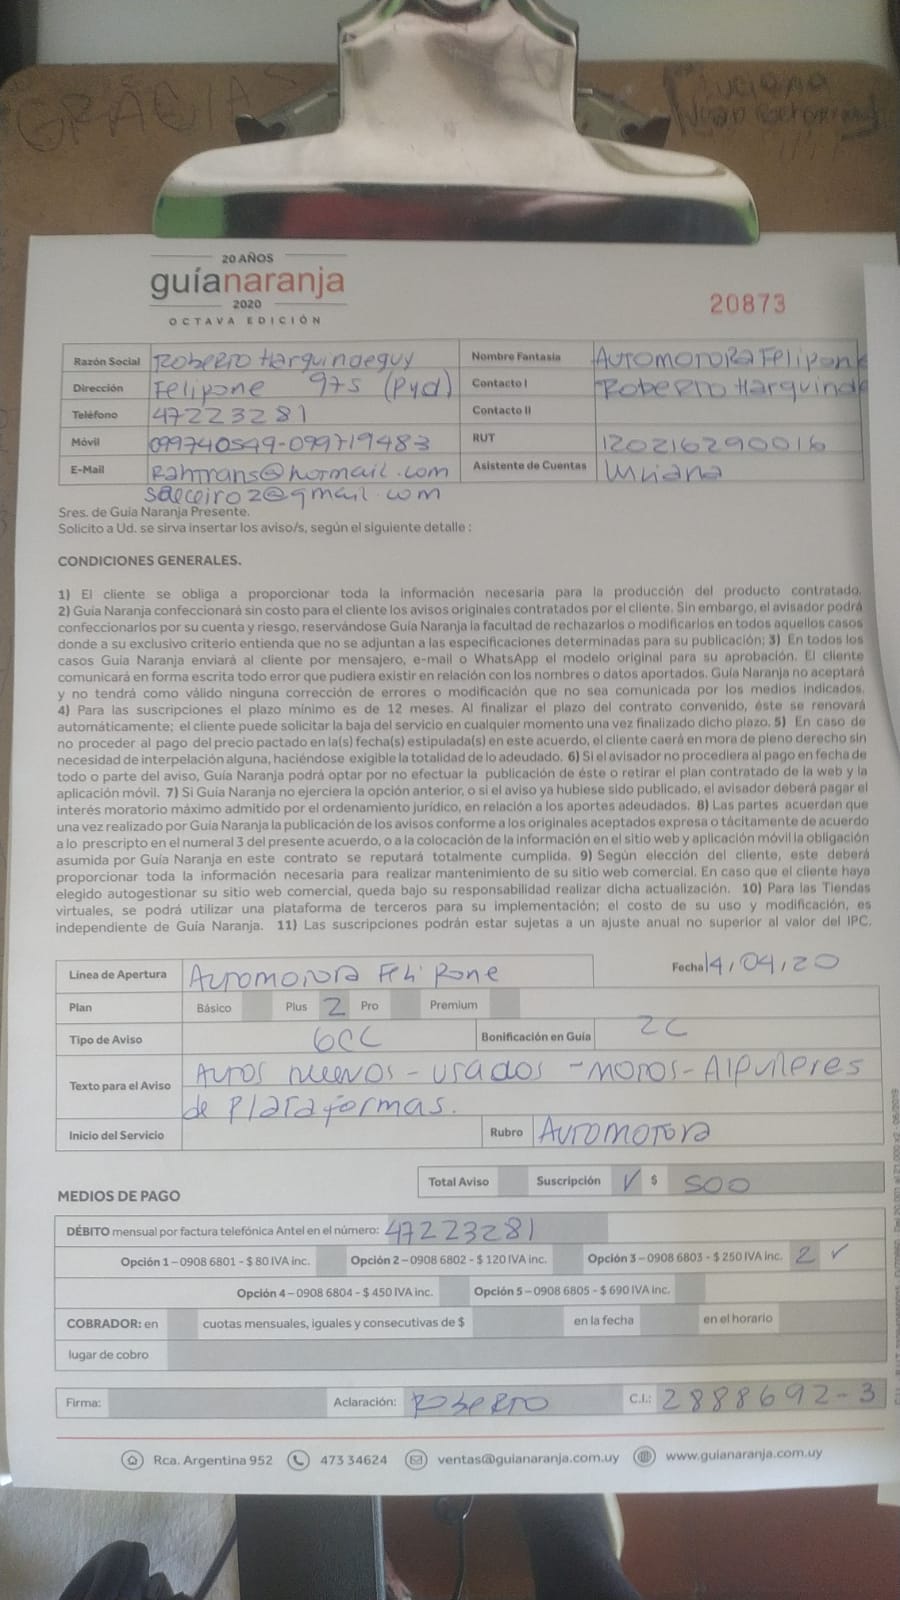 GRACIAS
Luciana
20 AÑOS
guíanaranja
2020
OCTAVA EDICIÓN
20873
Razón Social Roberto Harguindeguy Nombre Fantasia AUTOMOTORA Felipone
Dirección Felipone 975 (Pyd) Contacto I Roberto Harguinde
Teléfono 47223281 Contacto II
Móvil 099740549-099719483 RUT 120216290016
E-Mail Rahtrans@hotmail.com Asistente de Cuentas
@gmail.com
Sres. de Guía Naranja Presente.
Solicito a Ud. se sirva insertar los aviso/s, según el siguiente detalle :
CONDICIONES GENERALES.
1) El cliente se obliga a proporcionar toda la información necesaria para la producción del producto contratado.
2) Guía Naranja confeccionará sin costo para el cliente los avisos originales contratados por el cliente. Sin embargo, el avisador podrá
confeccionarlos por su cuenta y riesgo, reservándose Guía Naranja la facultad de rechazarlos o modificarlos en todos aquellos casos
donde a su exclusivo criterio entienda que no se adjuntan a las especificaciones determinadas para su publicación; 3) En todos los
casos Guía Naranja enviará al cliente por mensajero, e-mail o WhatsApp el modelo original para su aprobación. El cliente
comunicará en forma escrita todo error que pudiera existir en relación con los nombres o datos aportados. Guía Naranja no aceptará
y no tendrá como válido ninguna corrección de errores o modificación que no sea comunicada por los medios indicados.
4) Para las suscripciones el plazo mínimo es de 12 meses. Al finalizar el plazo del contrato convenido, éste se renovará
automáticamente; el cliente puede solicitar la baja del servicio en cualquier momento una vez finalizado dicho plazo. 5) En caso de
no proceder al pago del precio pactado en la(s) fecha(s) estipulada(s) en este acuerdo, el cliente caerá en mora de pleno derecho sin
necesidad de interpelación alguna, haciéndose exigible la totalidad de lo adeudado. 6) Si el avisador no procediera al pago en fecha de
todo o parte del aviso, Guía Naranja podrá optar por no efectuar la publicación de éste o retirar el plan contratado de la web y la
aplicación móvil. 7) Si Guía Naranja no ejerciera la opción anterior, o si el aviso ya hubiese sido publicado, el avisador deberá pagar el
interés moratorio máximo admitido por el ordenamiento jurídico, en relación a los aportes adeudados. 8) Las partes acuerdan que
una vez realizado por Guía Naranja la publicación de los avisos conforme a los originales aceptados expresa o tácitamente de acuerdo
a lo prescripto en el numeral 3 del presente acuerdo, o a la colocación de la información en el sitio web y aplicación móvil la obligación
asumida por Guía Naranja en este contrato se reputará totalmente cumplida. 9) Según elección del cliente, este deberá
proporcionar toda la información necesaria para realizar mantenimiento de su sitio web comercial. En caso que el cliente haya
elegido autogestionar su sitio web comercial, queda bajo su responsabilidad realizar dicha actualización. 10) Para las Tiendas
virtuales, se podrá utilizar una plataforma de terceros para su implementación; el costo de su uso y modificación, es
independiente de Guía Naranja. 11) Las suscripciones podrán estar sujetas a un ajuste anual no superior al valor del IPC.
Línea de Apertura Automotora Felipone Fecha 14/04/20
Plan Básico Plus 2 Pro Premium
Tipo de Aviso 6CC Bonificación en Guía 2C
Texto para el Aviso Autos nuevos - usados - motos - Alquileres
de Plataformas.
Inicio del Servicio Rubro Automotora
Total Aviso Suscripción ✓ $ 500
MEDIOS DE PAGO
DÉBITO mensual por factura telefónica Antel en el número: 47223281
Opción 1 – 0908 6801 - $ 80 IVA inc. Opción 2 – 0908 6802 - $ 120 IVA inc. Opción 3 – 0908 6803 - $ 250 IVA inc. 2 ✓
Opción 4 – 0908 6804 - $ 450 IVA inc. Opción 5 – 0908 6805 - $ 690 IVA inc.
COBRADOR: en cuotas mensuales, iguales y consecutivas de $ en la fecha en el horario
lugar de cobro
Firma: Aclaración: Roberto C.I.: 2888692-3
Rca. Argentina 952 473 34624 ventas@guianaranja.com.uy www.guianaranja.com.uy